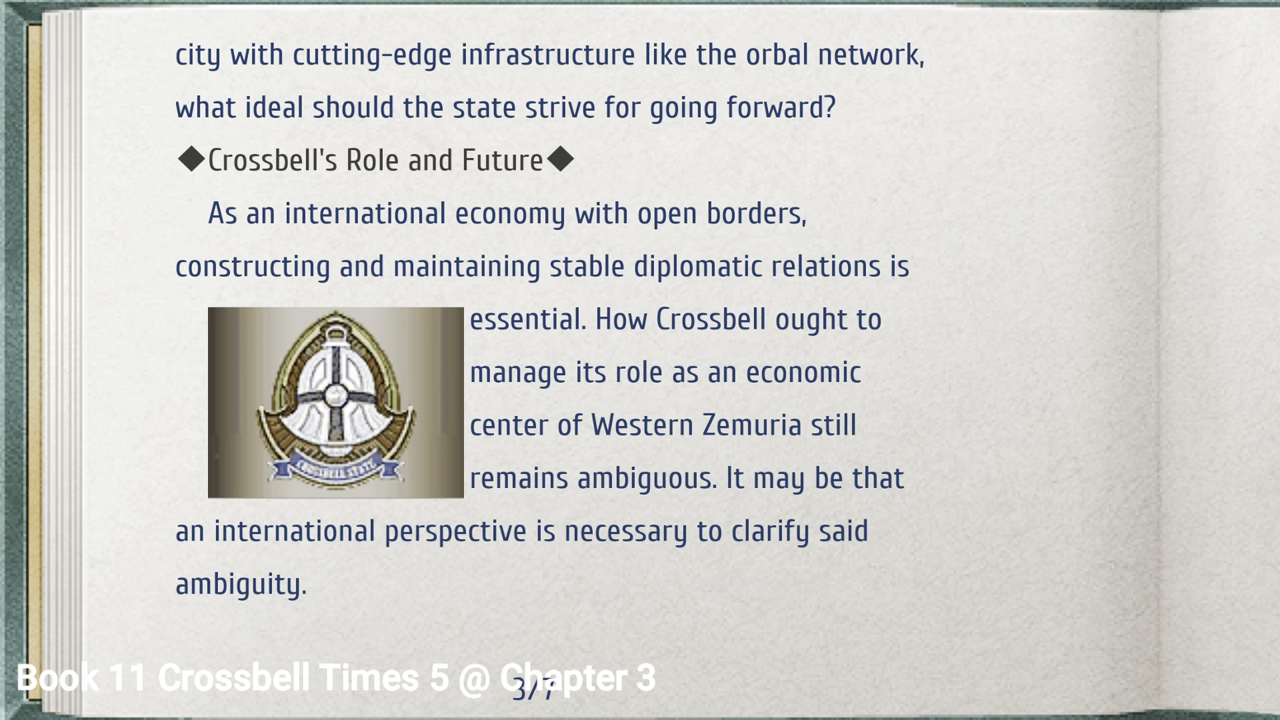 city with cutting-edge infrastructure like the orbal network,
what ideal should the state strive for going forward?
◆Crossbell's Role and Future◆
As an international economy with open borders,
constructing and maintaining stable diplomatic relations is
essential. How Crossbell ought to
manage its role as an economic
center of Western Zemuria still
remains ambiguous. It may be that
CROSSBELL STATE
an international perspective is necessary to clarify said
ambiguity.
Book 11 Crossbell Times 5 @ Chapter 3
3/7